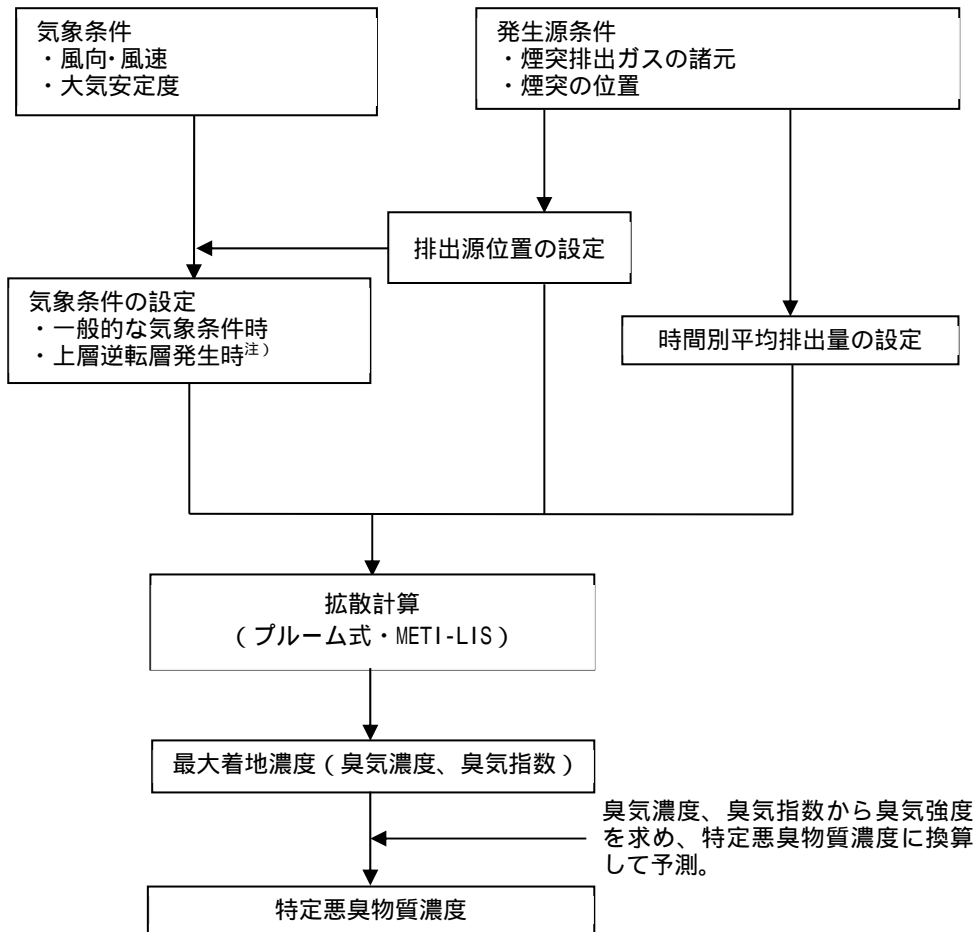 気象条件
・風向･風速
・大気安定度
発生源条件
・煙突排出ガスの諸元
・煙突の位置
排出源位置の設定
気象条件の設定
・一般的な気象条件時
・上層逆転層発生時注）
時間別平均排出量の設定
拡散計算
（プルーム式・METI-LIS）
最大着地濃度（臭気濃度、臭気指数）
臭気濃度、臭気指数から臭気強度
を求め、特定悪臭物質濃度に換算
して予測。
特定悪臭物質濃度